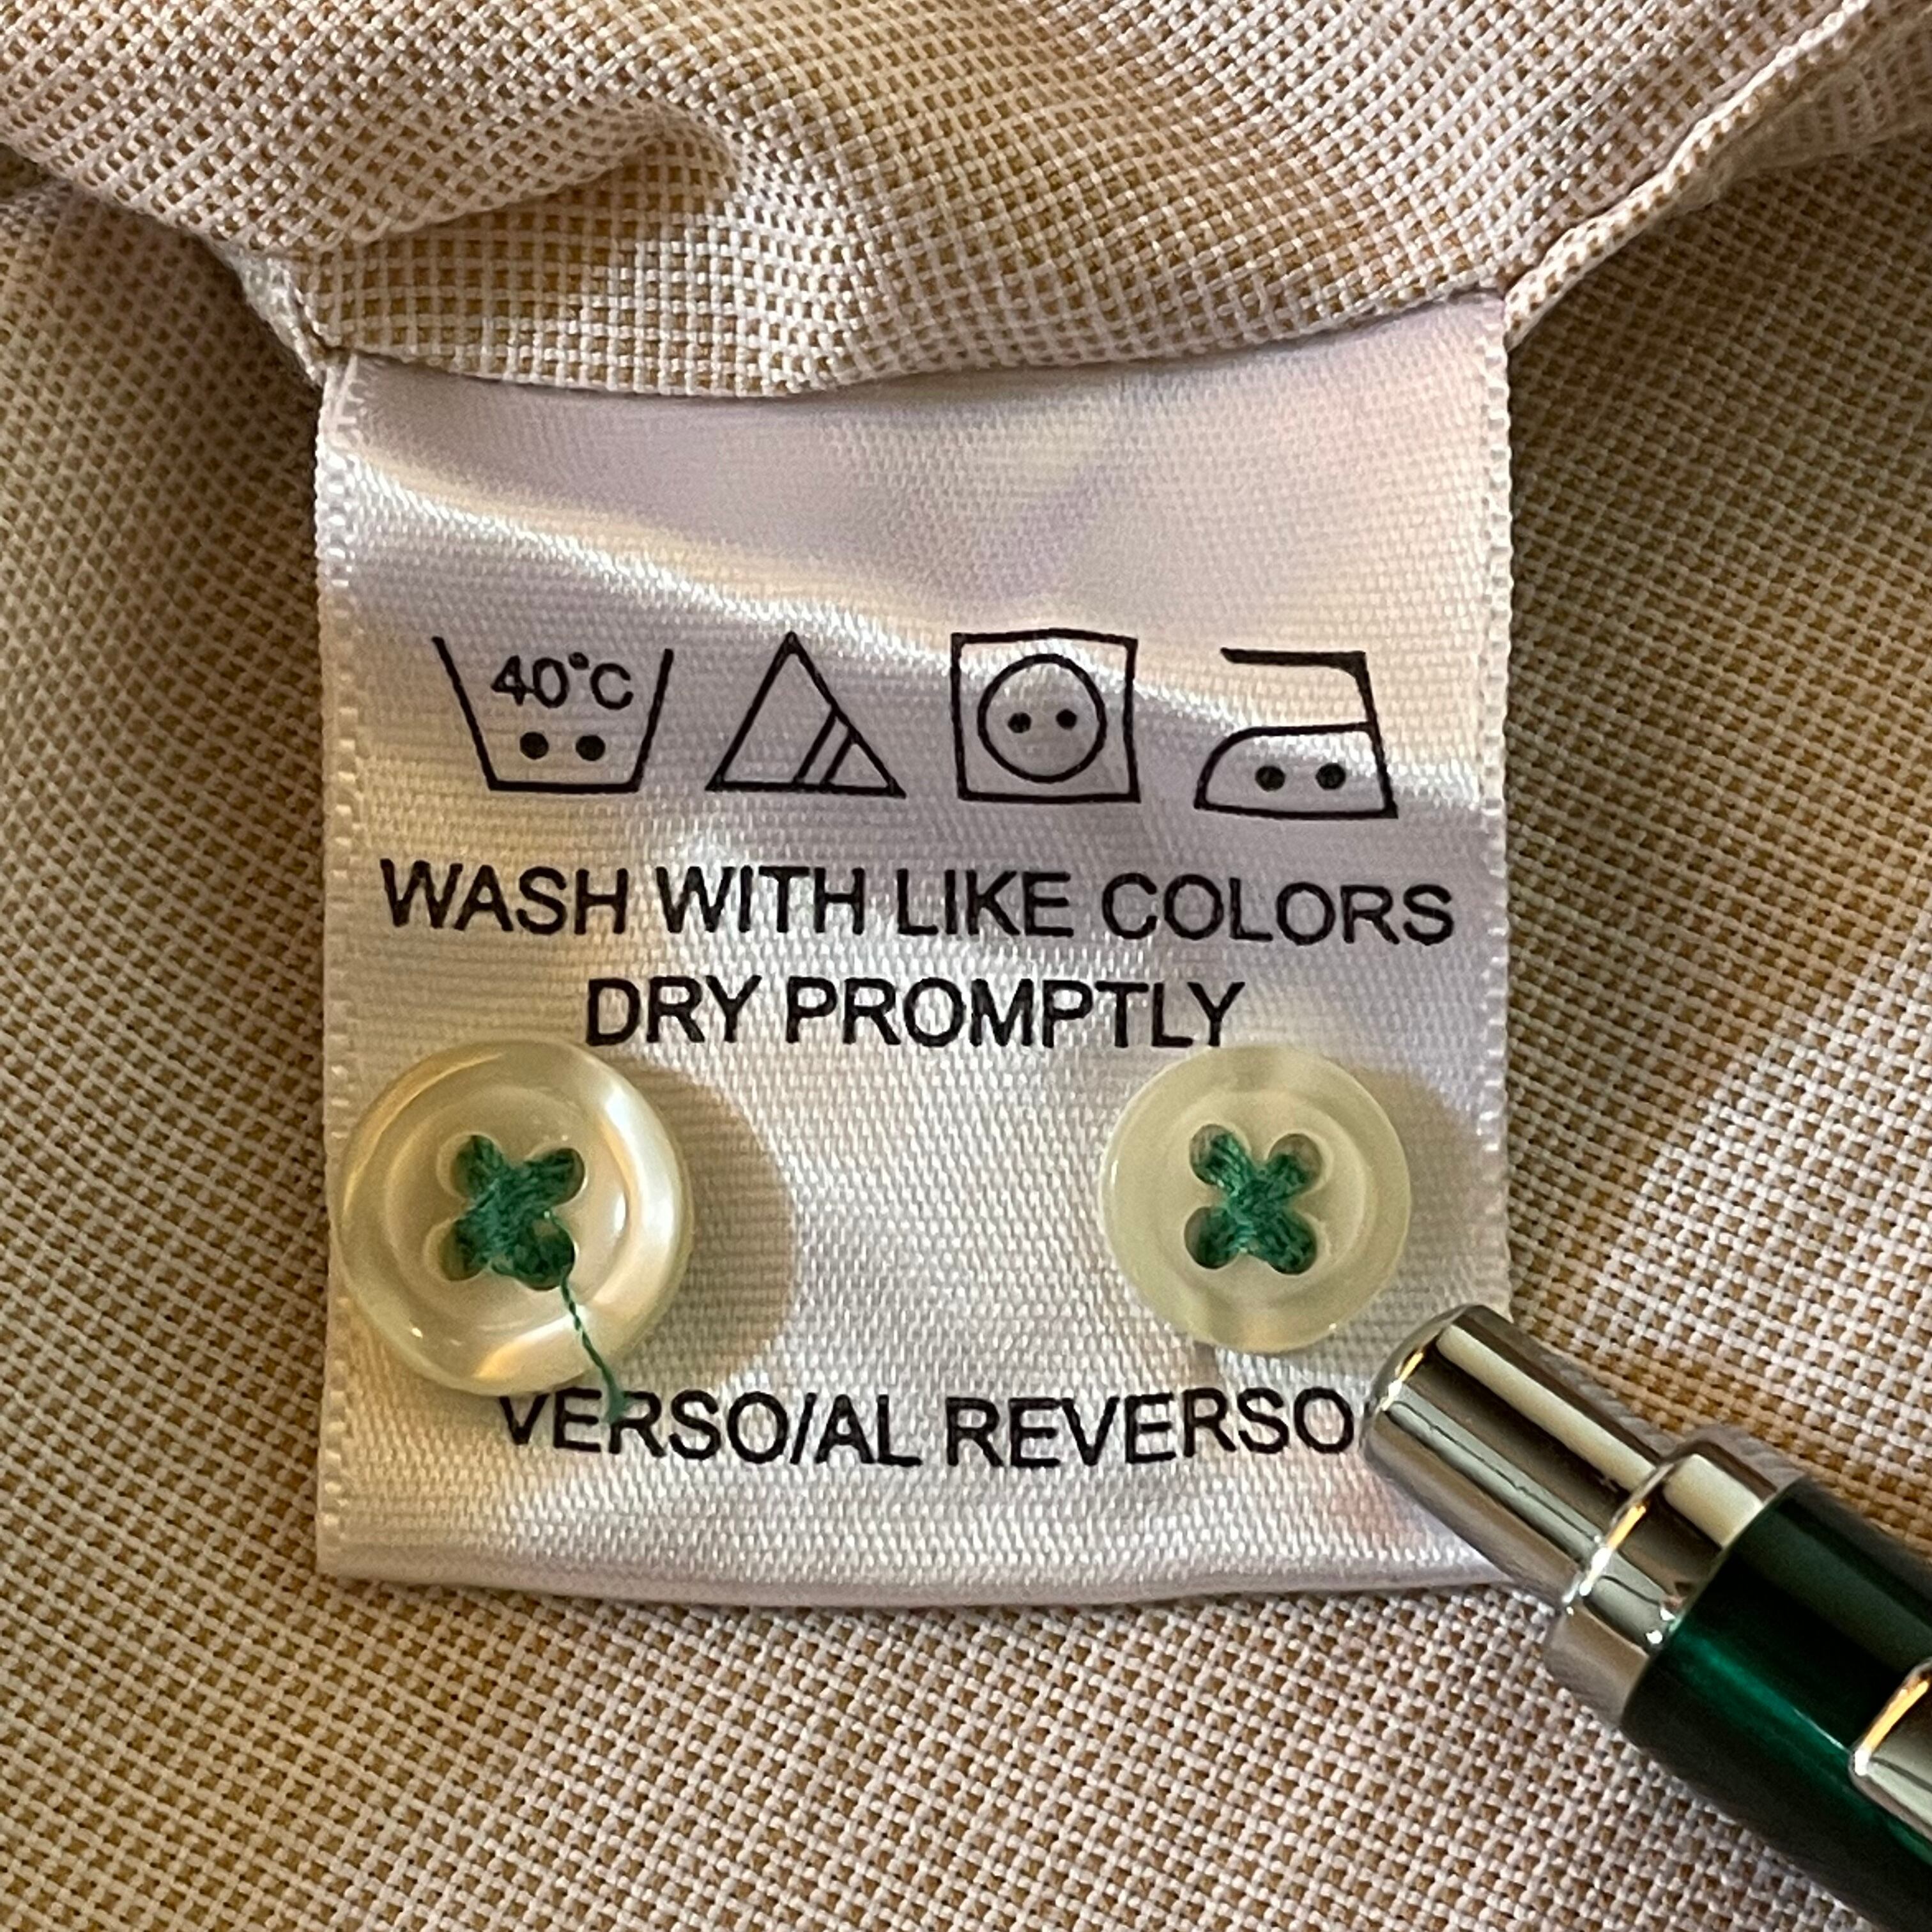 40°C
WASH WITH LIKE COLORS
DRY PROMPTLY
VERSO/AL REVERSO